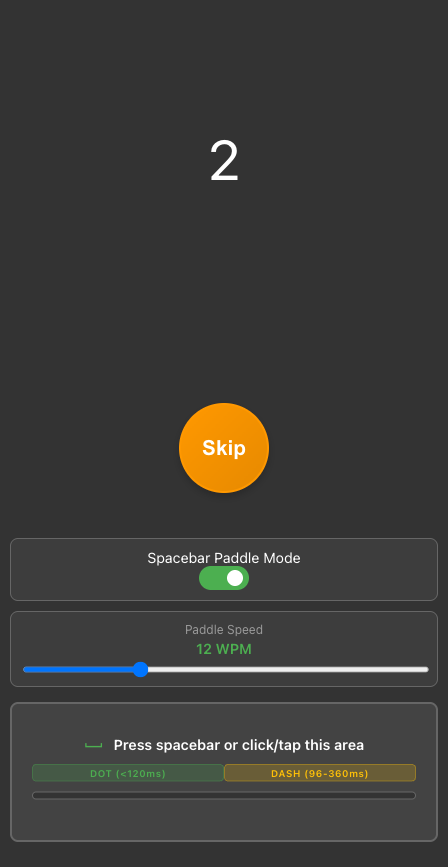 2
Skip
Spacebar Paddle Mode
Paddle Speed
12 WPM
Press spacebar or click/tap this area
DOT (<120ms) DASH (96-360ms)